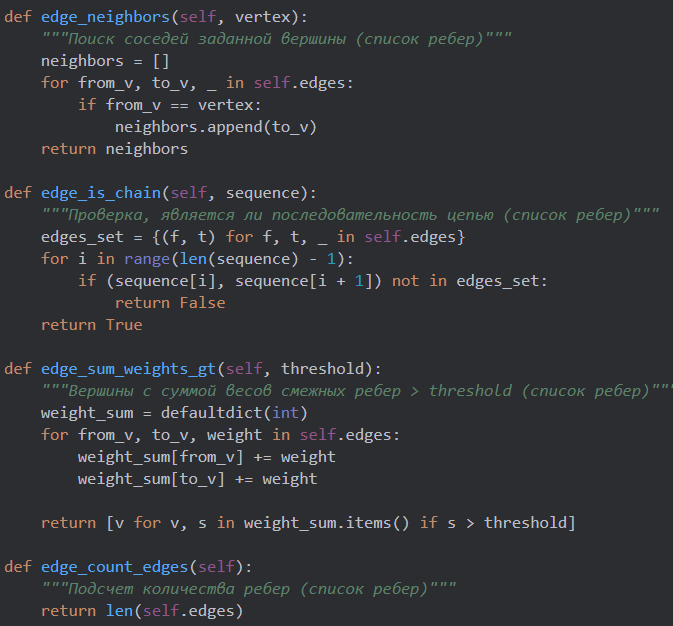 def edge_neighbors(self, vertex):
    """Поиск соседей заданной вершины (список ребер)"""
    neighbors = []
    for from_v, to_v, _ in self.edges:
        if from_v == vertex:
            neighbors.append(to_v)
    return neighbors

def edge_is_chain(self, sequence):
    """Проверка, является ли последовательность цепью (список ребер)"""
    edges_set = {(f, t) for f, t, _ in self.edges}
    for i in range(len(sequence) - 1):
        if (sequence[i], sequence[i + 1]) not in edges_set:
            return False
    return True

def edge_sum_weights_gt(self, threshold):
    """Вершины с суммой весов смежных ребер > threshold (список ребер)"""
    weight_sum = defaultdict(int)
    for from_v, to_v, weight in self.edges:
        weight_sum[from_v] += weight
        weight_sum[to_v] += weight

    return [v for v, s in weight_sum.items() if s > threshold]

def edge_count_edges(self):
    """Подсчет количества ребер (список ребер)"""
    return len(self.edges)